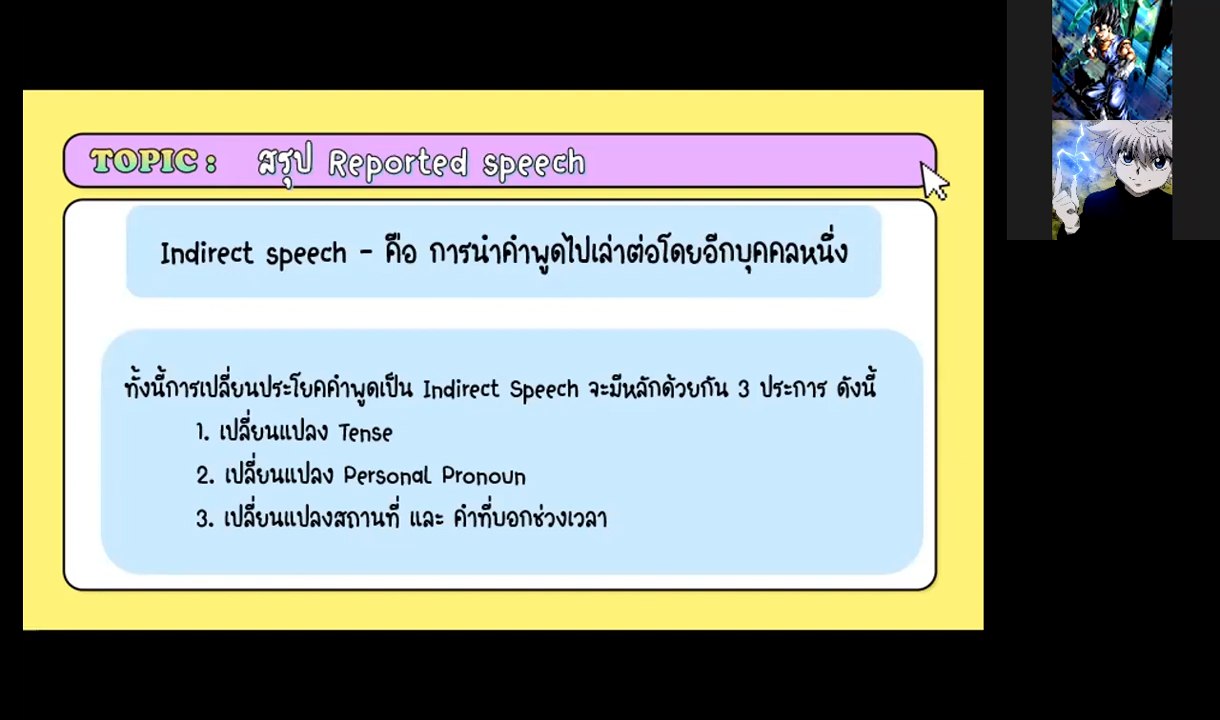 TOPIC : สรุป Reported speech
Indirect speech - คือ การนำคำพูดไปเล่าต่อโดยอีกบุคคลหนึ่ง
ทั้งนี้การเปลี่ยนประโยคคำพูดเป็น Indirect Speech จะมีหลักด้วยกัน 3 ประการ ดังนี้
1. เปลี่ยนแปลง Tense
2. เปลี่ยนแปลง Personal Pronoun
3. เปลี่ยนแปลงสถานที่ และ คำที่บอกช่วงเวลา